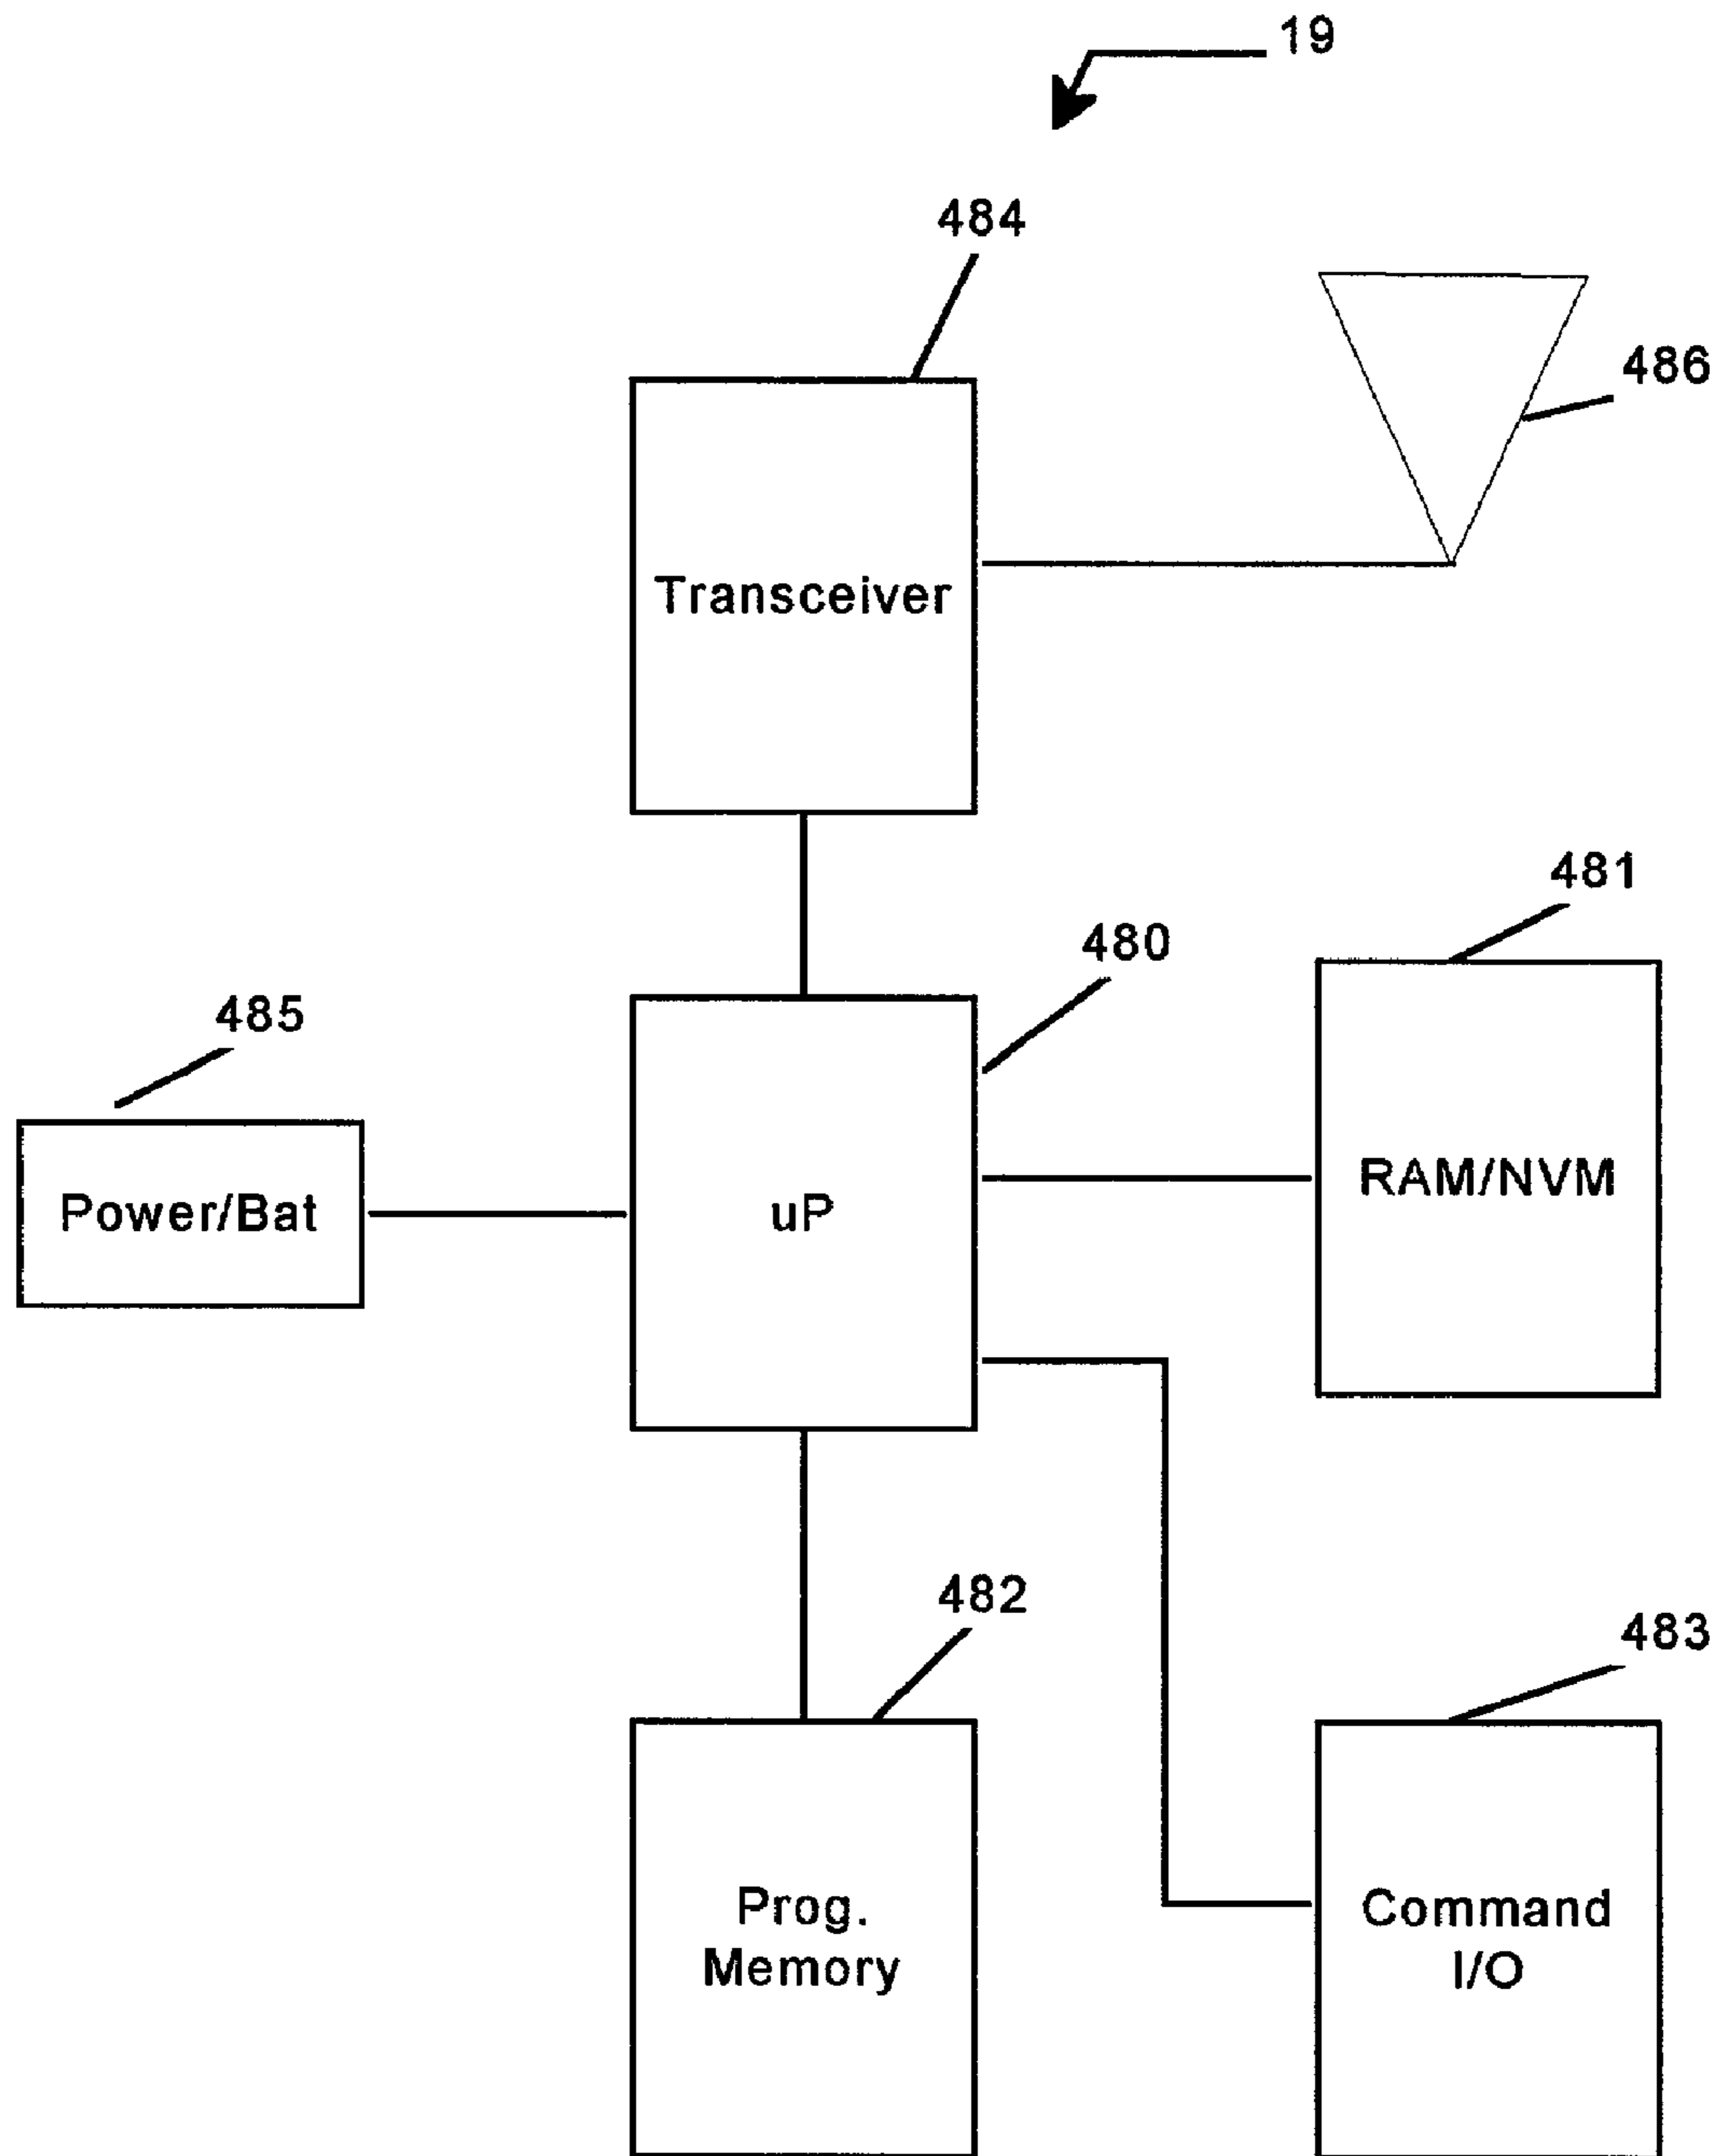 19
484
486
Transceiver
481
480
485
RAM/NVM
Power/Bat
uP
482
483
Prog.
Memory
Command
I/O